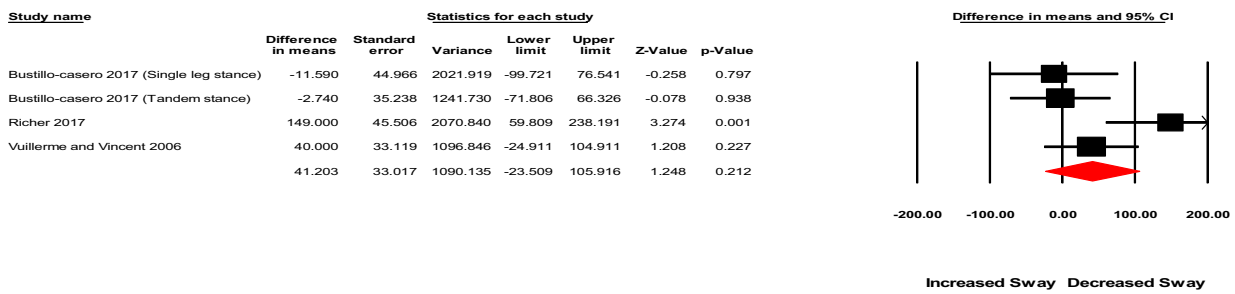 Study name Statistics for each study Difference in means and 95% CI
Difference Standard Lower Upper
in means error Variance limit limit Z-Value p-Value
Bustillo-casero 2017 (Single leg stance) -11.590 44.966 2021.919 -99.721 76.541 -0.258 0.797
Bustillo-casero 2017 (Tandem stance) -2.740 35.238 1241.730 -71.806 66.326 -0.078 0.938
Richer 2017 149.000 45.506 2070.840 59.809 238.191 3.274 0.001
Vuillerme and Vincent 2006 40.000 33.119 1096.846 -24.911 104.911 1.208 0.227
41.203 33.017 1090.135 -23.509 105.916 1.248 0.212
-200.00 -100.00 0.00 100.00 200.00
Increased Sway Decreased Sway